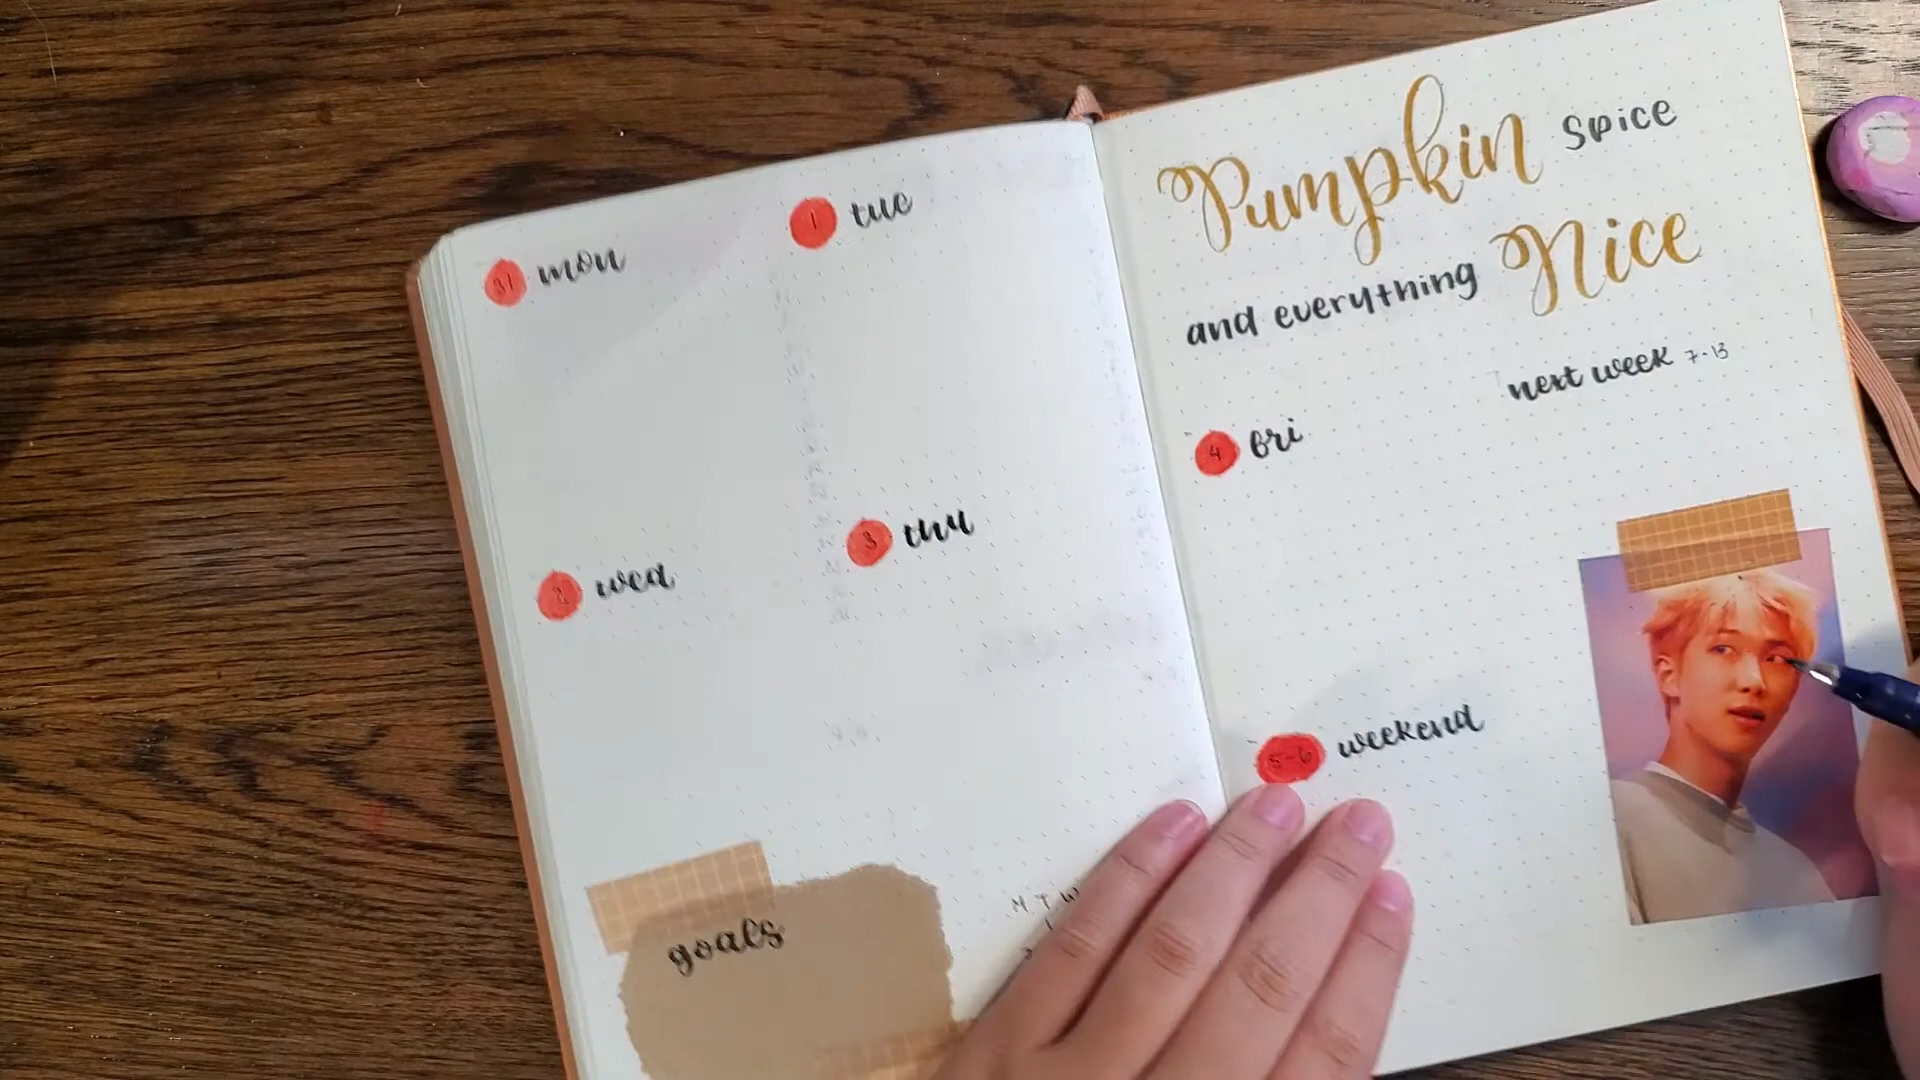 31 mon
1 tue
2 wed
3 thu
goals
M T W
Pumpkin spice
and everything Nice
next week 7-13
4 fri
5-6 weekend